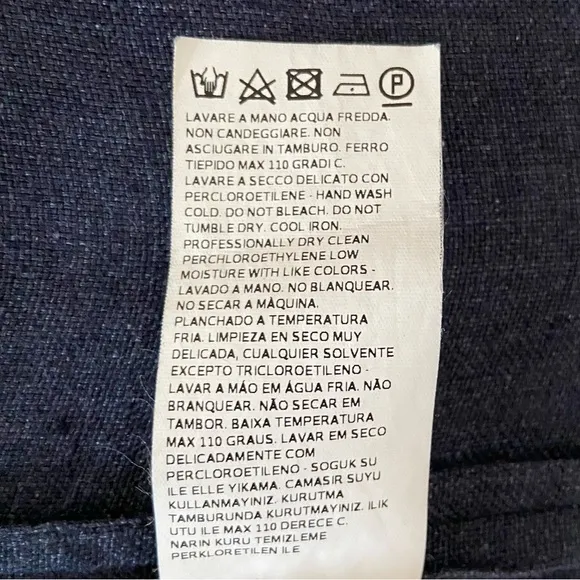 P
LAVARE A MANO ACQUA FREDDA.
NON CANDEGGIARE. NON
ASCIUGARE IN TAMBURO. FERRO
TIEPIDO MAX 110 GRADI C.
LAVARE A SECCO DELICATO CON
PERCLOROETILENE - HAND WASH
COLD. DO NOT BLEACH. DO NOT
TUMBLE DRY. COOL IRON.
PROFESSIONALLY DRY CLEAN
PERCHLOROETHYLENE LOW
MOISTURE WITH LIKE COLORS -
LAVADO A MANO. NO BLANQUEAR.
NO SECAR A MÀQUINA.
PLANCHADO A TEMPERATURA
FRIA. LIMPIEZA EN SECO MUY
DELICADA, CUALQUIER SOLVENTE
EXCEPTO TRICLOROETILENO -
LAVAR A MÁO EM ÁGUA FRIA. NÃO
BRANQUEAR. NÃO SECAR EM
TAMBOR. BAIXA TEMPERATURA
MAX 110 GRAUS. LAVAR EM SECO
DELICADAMENTE COM
PERCLOROETILENO - SOGUK SU
ILE ELLE YIKAMA. CAMASIR SUYU
KULLANMAYINIZ. KURUTMA
TAMBURUNDA KURUTMAYINIZ. ILIK
UTU ILE MAX 110 DERECE C.
NARIN KURU TEMIZLEME
PERKLORETILEN ILE